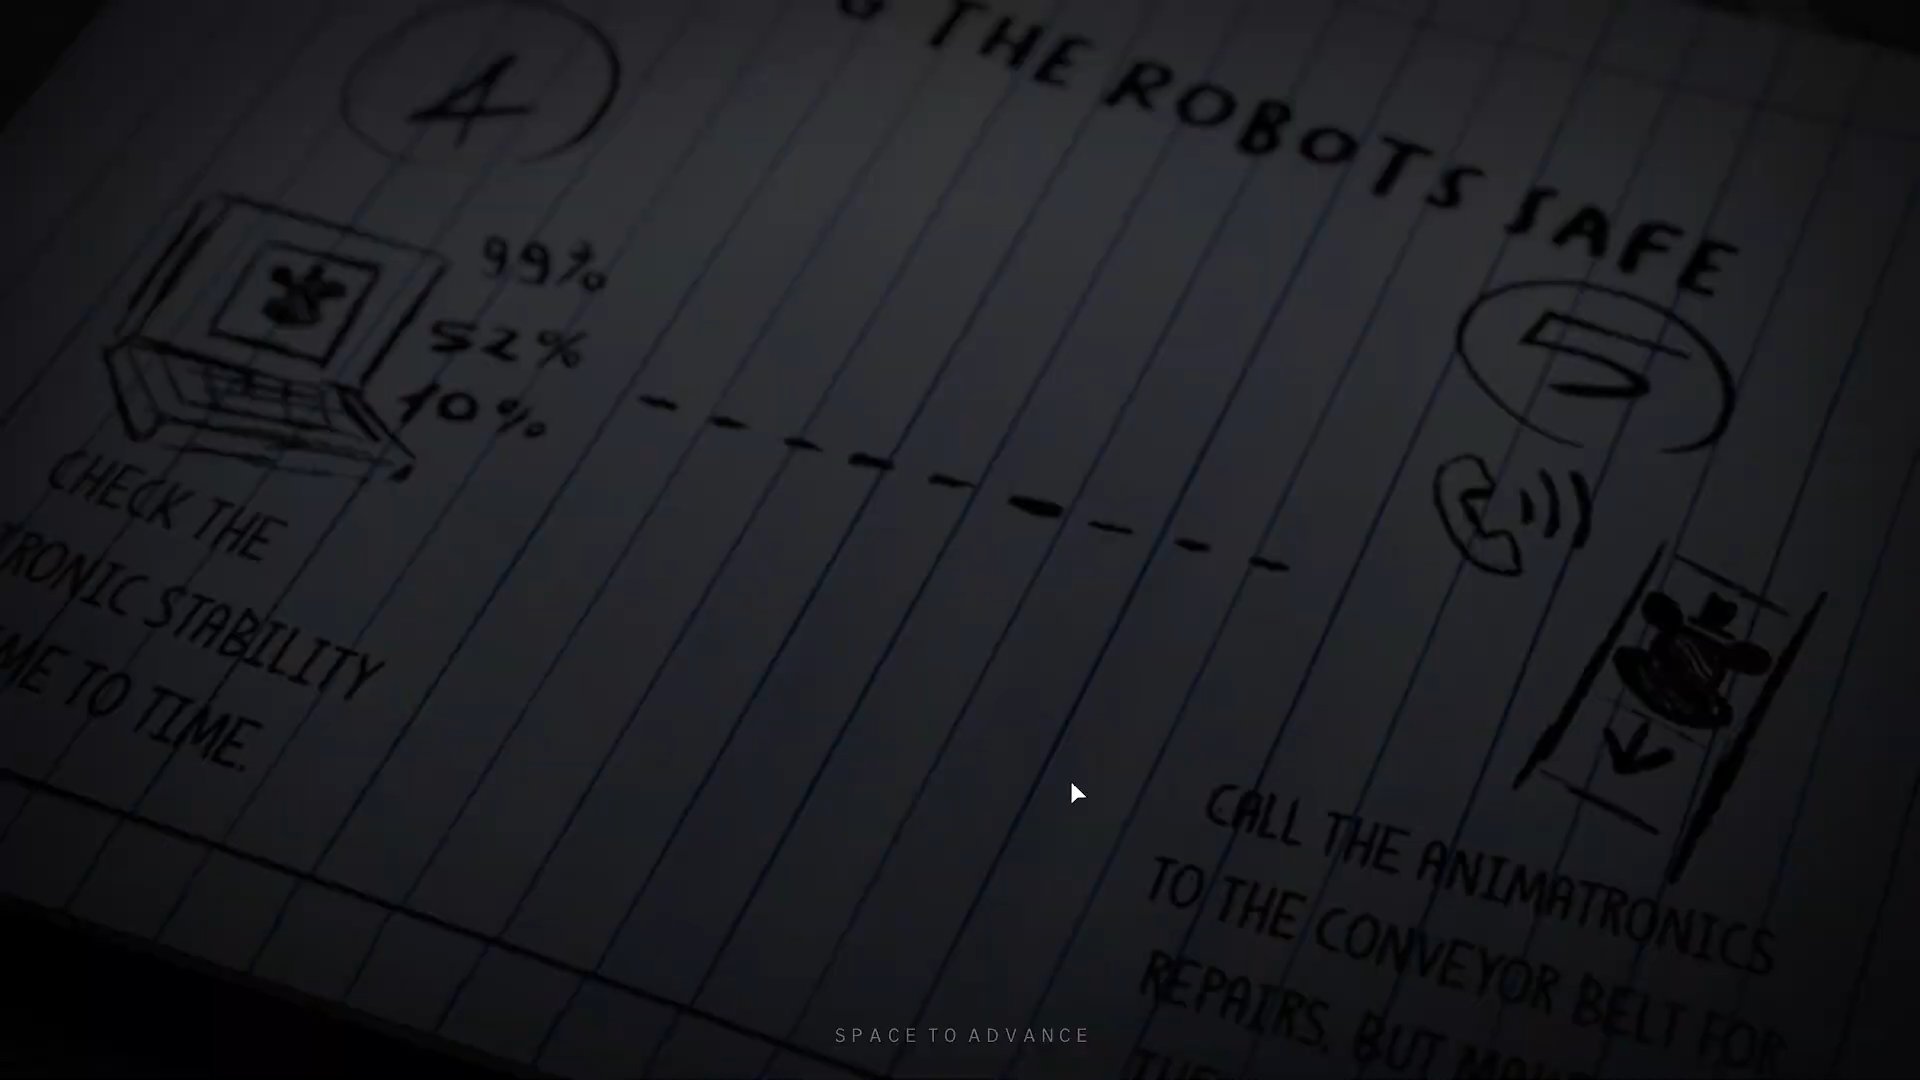 THE ROBOTS SAFE
4
99%
52%
10%
CHECK THE
TRONIC STABILITY
ME TO TIME.
5
CALL THE ANIMATRONICS
TO THE CONVEYOR BELT FOR
REPAIRS. BUT
SPACE TO ADVANCE